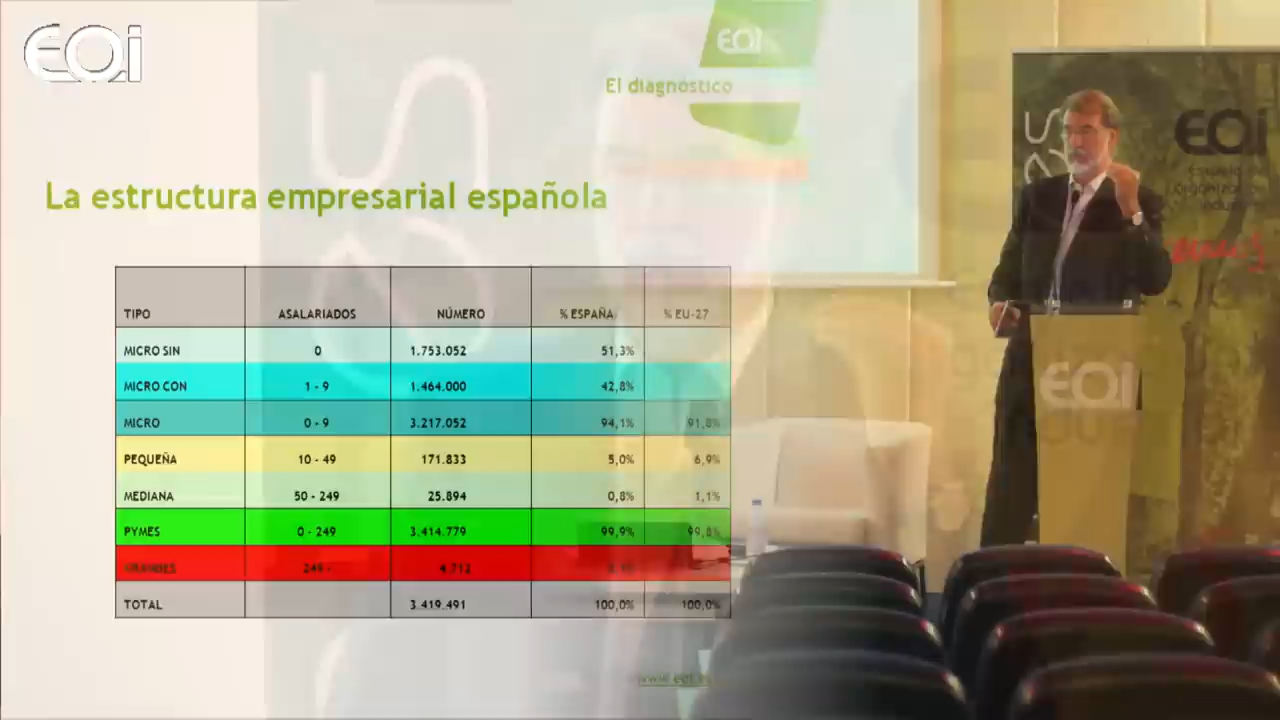 EOi
EOi
El diagnóstico
La estructura empresarial española
TIPO ASALARIADOS NÚMERO % ESPAÑA % EU-27
MICRO SIN 0 1.753.052 51,3%
MICRO CON 1 - 9 1.464.000 42,8%
MICRO 0 - 9 3.217.052 94,1% 91,8%
PEQUEÑA 10 - 49 171.833 5,0% 6,9%
MEDIANA 50 - 249 25.894 0,8% 1,1%
PYMES 0 - 249 3.414.779 99,9% 99,8%
GRANDES 249 - 4.712
TOTAL 3.419.491 100,0% 100,0%
EOi
EOi